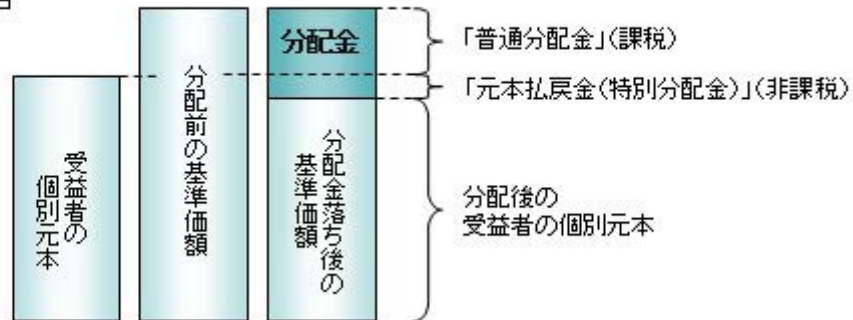 受益者の
個別元本
分配前の基準価額
分配金
分配金落ち後の
基準価額
「普通分配金」(課税)
「元本払戻金(特別分配金)」(非課税)
分配後の
受益者の個別元本